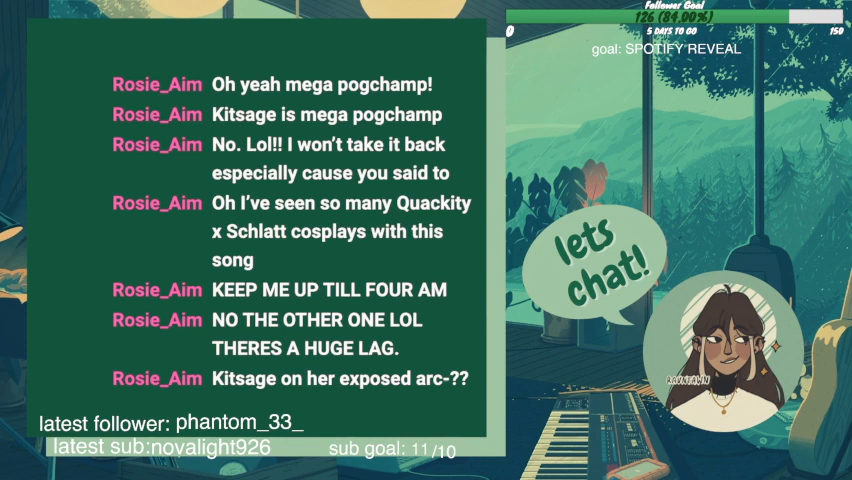 Follower Goal
126 (84.00%)
0 5 DAYS TO GO 150
goal: SPOTIFY REVEAL
Rosie_Aim Oh yeah mega pogchamp!
Rosie_Aim Kitsage is mega pogchamp
Rosie_Aim No. Lol!! I won't take it back
especially cause you said to
Rosie_Aim Oh I've seen so many Quackity
x Schlatt cosplays with this
song
Rosie_Aim KEEP ME UP TILL FOUR AM
Rosie_Aim NO THE OTHER ONE LOL
THERES A HUGE LAG.
Rosie_Aim Kitsage on her exposed arc-??
lets
chat!
latest follower: phantom_33_
latest sub:novalight926
sub goal: 11/10